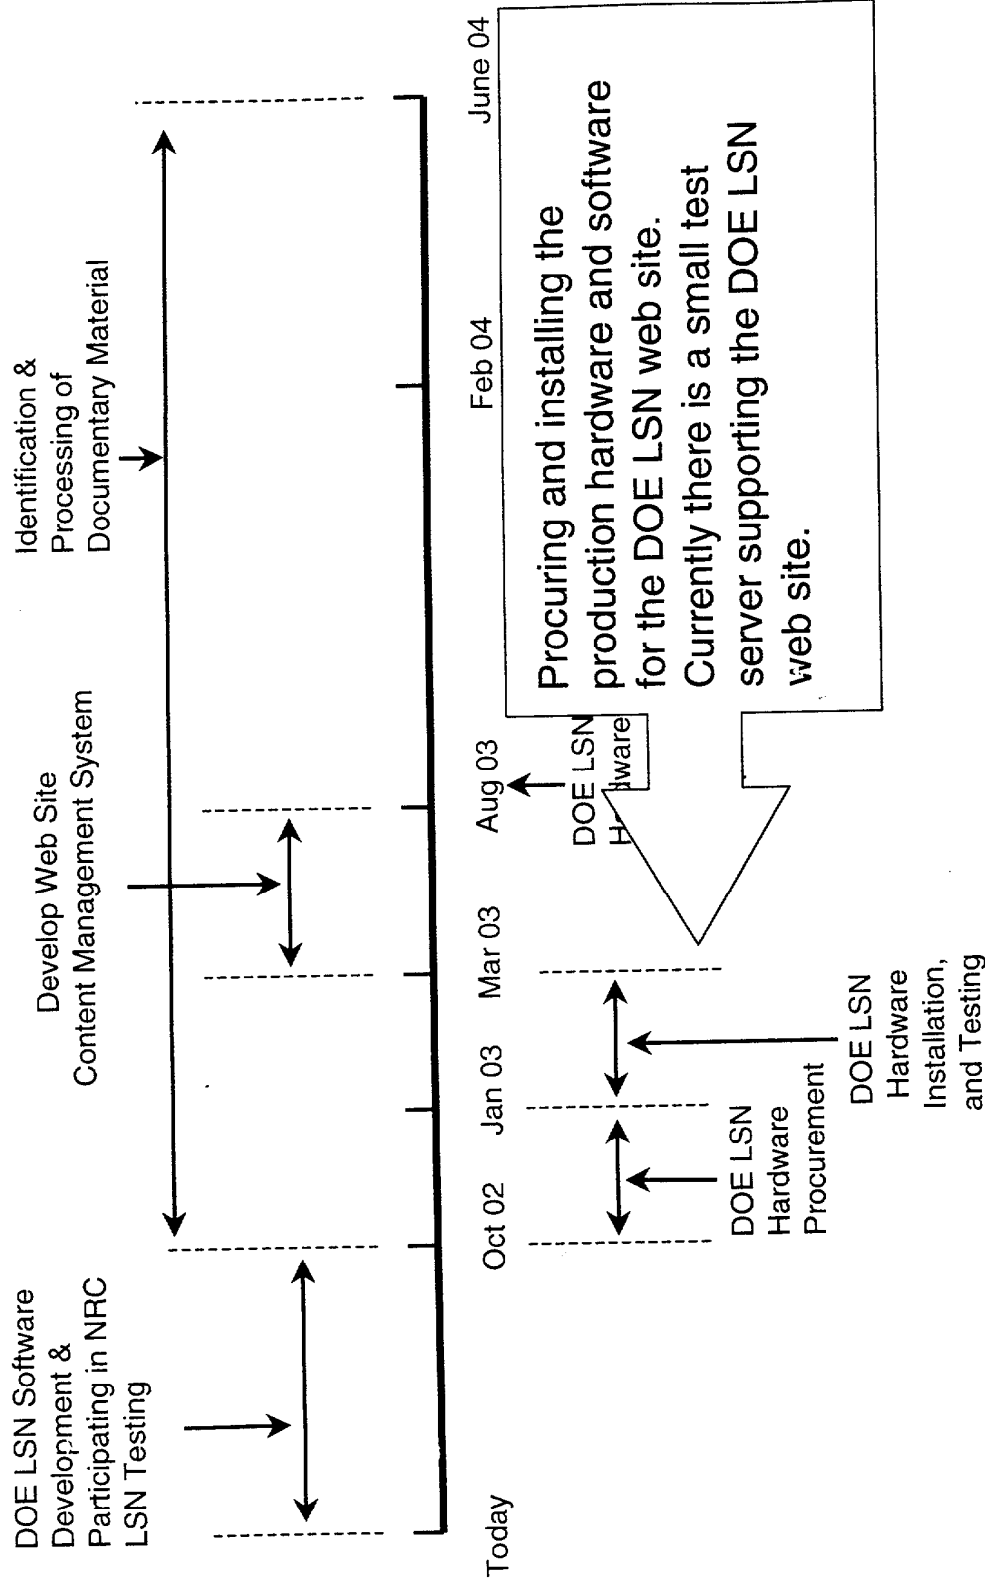 DOE LSN Software
Development &
Participating in NRC
LSN Testing
Develop Web Site
Content Management System
Identification &
Processing of
Documentary Material
Today
Oct 02
Jan 03
Mar 03
Aug 03
Feb 04
June 04
DOE LSN
Hardware
Procurement
DOE LSN
Hardware
Installation,
and Testing
DOE LSN
Procuring and installing the
production hardware and software
for the DOE LSN web site.
Currently there is a small test
server supporting the DOE LSN
web site.